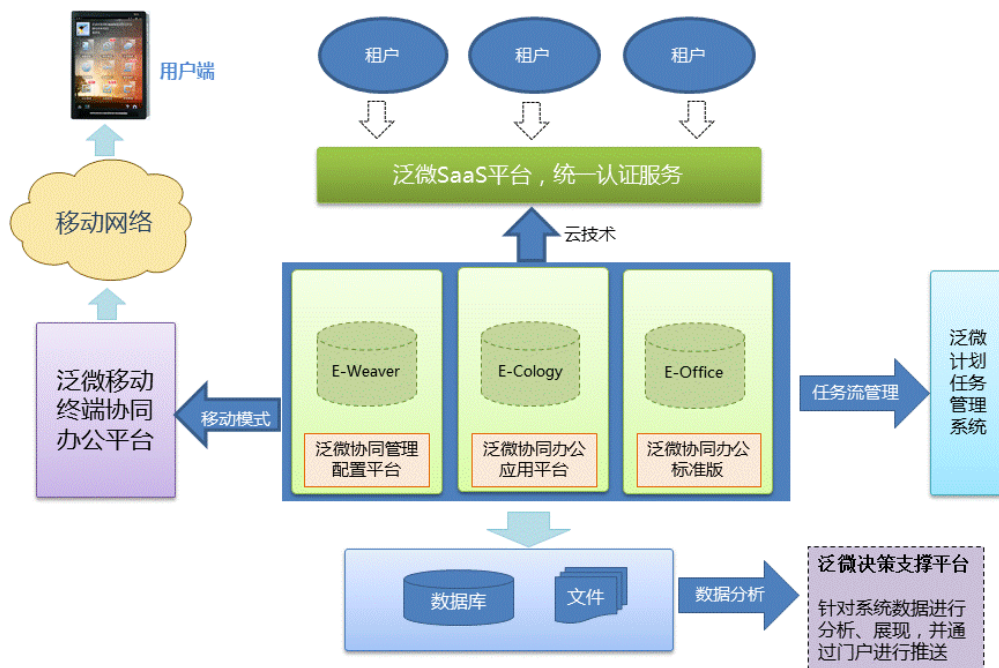 用户端
租户
租户
租户
泛微SaaS平台，统一认证服务
云技术
移动网络
泛微移动
终端协同
办公平台
移动模式
E-Weaver
泛微协同管理
配置平台
E-Cology
泛微协同办公
应用平台
E-Office
泛微协同办公
标准版
任务流管理
泛微
计划
任务
管理
系统
数据库
文件
数据分析
泛微决策支撑平台
针对系统数据进行
分析、展现，并通
过门户进行推送